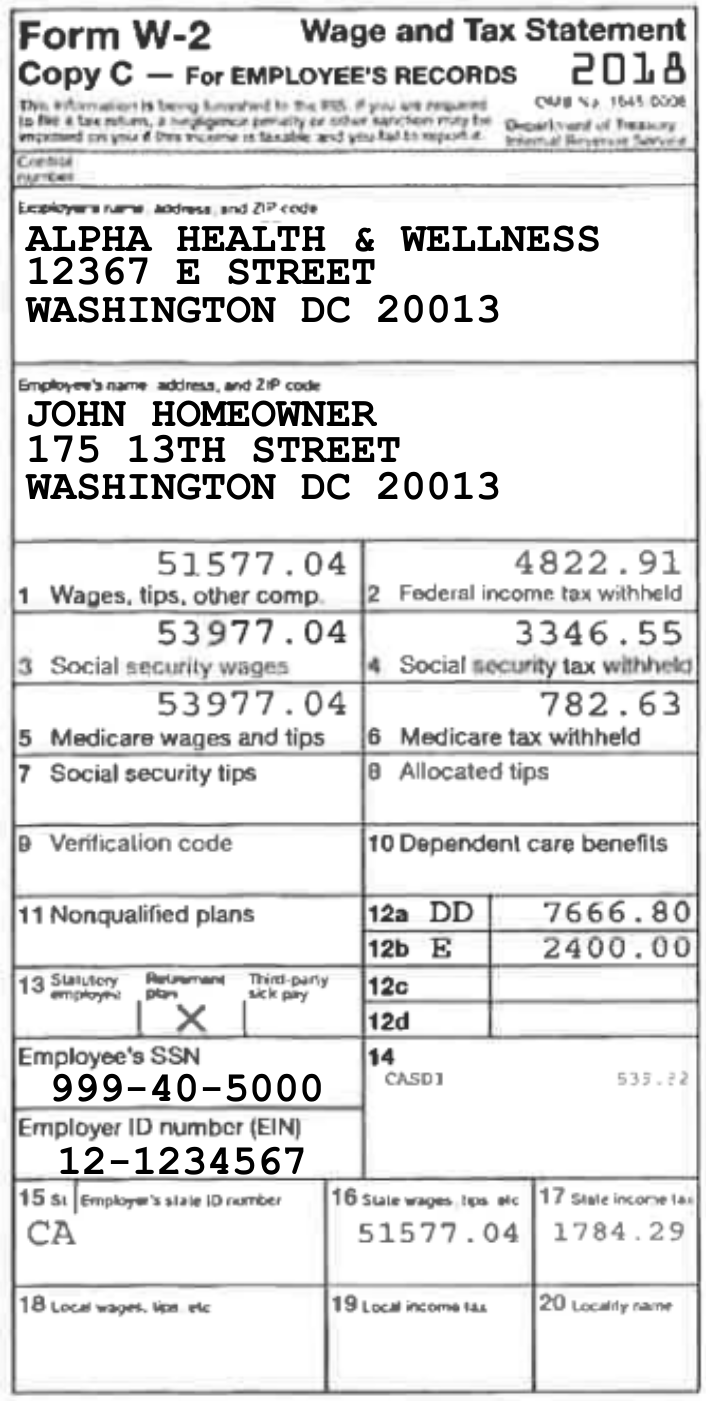 Form W-2 Wage and Tax Statement
Copy C — For EMPLOYEE'S RECORDS 2018
OMB No. 1545-0008
This information is being furnished to the IRS. If you are required
to file a tax return, a negligence penalty or other sanction may be
imposed on you if this income is taxable and you fail to report it.
Department of Treasury
Internal Revenue Service
Control
number
Employer's name, address, and ZIP code
ALPHA HEALTH & WELLNESS
12367 E STREET
WASHINGTON DC 20013
Employee's name, address, and ZIP code
JOHN HOMEOWNER
175 13TH STREET
WASHINGTON DC 20013
51577.04 4822.91
1 Wages, tips, other comp. 2 Federal income tax withheld
53977.04 3346.55
3 Social security wages 4 Social security tax withheld
53977.04 782.63
5 Medicare wages and tips 6 Medicare tax withheld
7 Social security tips 8 Allocated tips
9 Verification code 10 Dependent care benefits
11 Nonqualified plans 12a DD 7666.80
12b E 2400.00
13 Statutory employee Retirement plan Third-party sick pay 12c
X 12d
Employee's SSN 14
999-40-5000 CASDI
Employer ID number (EIN)
12-1234567
15 St Employer's state ID number 16 State wages, tips, etc 17 State income tax
CA 51577.04 1784.29
18 Local wages, tips, etc 19 Local income tax 20 Locality name